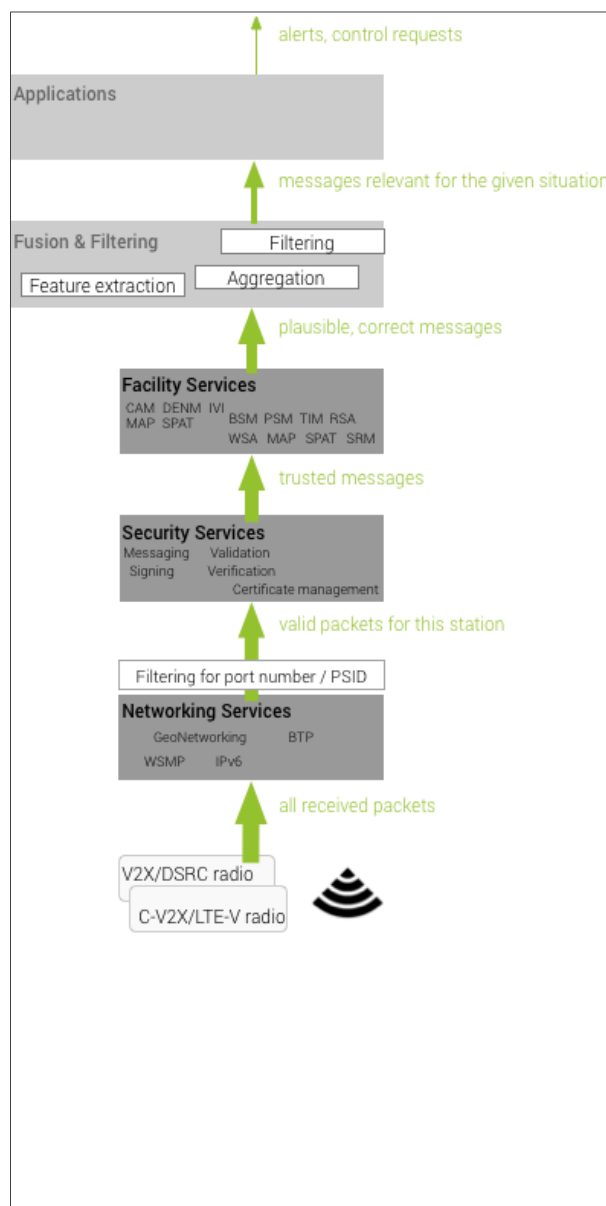 alerts, control requests
Applications
messages relevant for the given situation
Fusion & Filtering
Filtering
Aggregation
Feature extraction
plausible, correct messages
Facility Services
CAM DENM IVI
MAP SPAT
BSM PSM TIM RSA
WSA MAP SPAT SRM
trusted messages
Security Services
Messaging Validation
Signing Verification
Certificate management
valid packets for this station
Filtering for port number / PSID
Networking Services
GeoNetworking BTP
WSMP IPv6
all received packets
V2X/DSRC radio
C-V2X/LTE-V radio